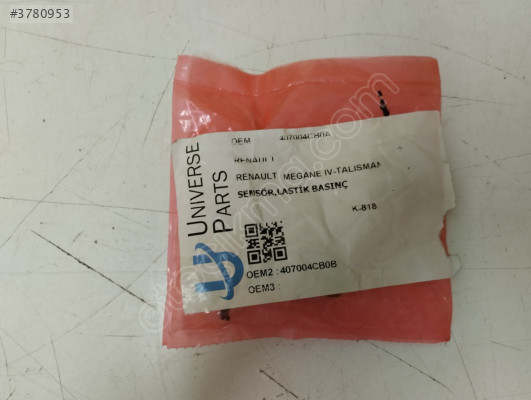 #3780953
UNIVERSE
PARTS
OEM 407004CB0A
RENAULT
RENAULT MEGANE IV-TALISMAN
SENSÖR,LASTİK BASINÇ
K-818
OEM2 : 407004CB0B
OEM3 :